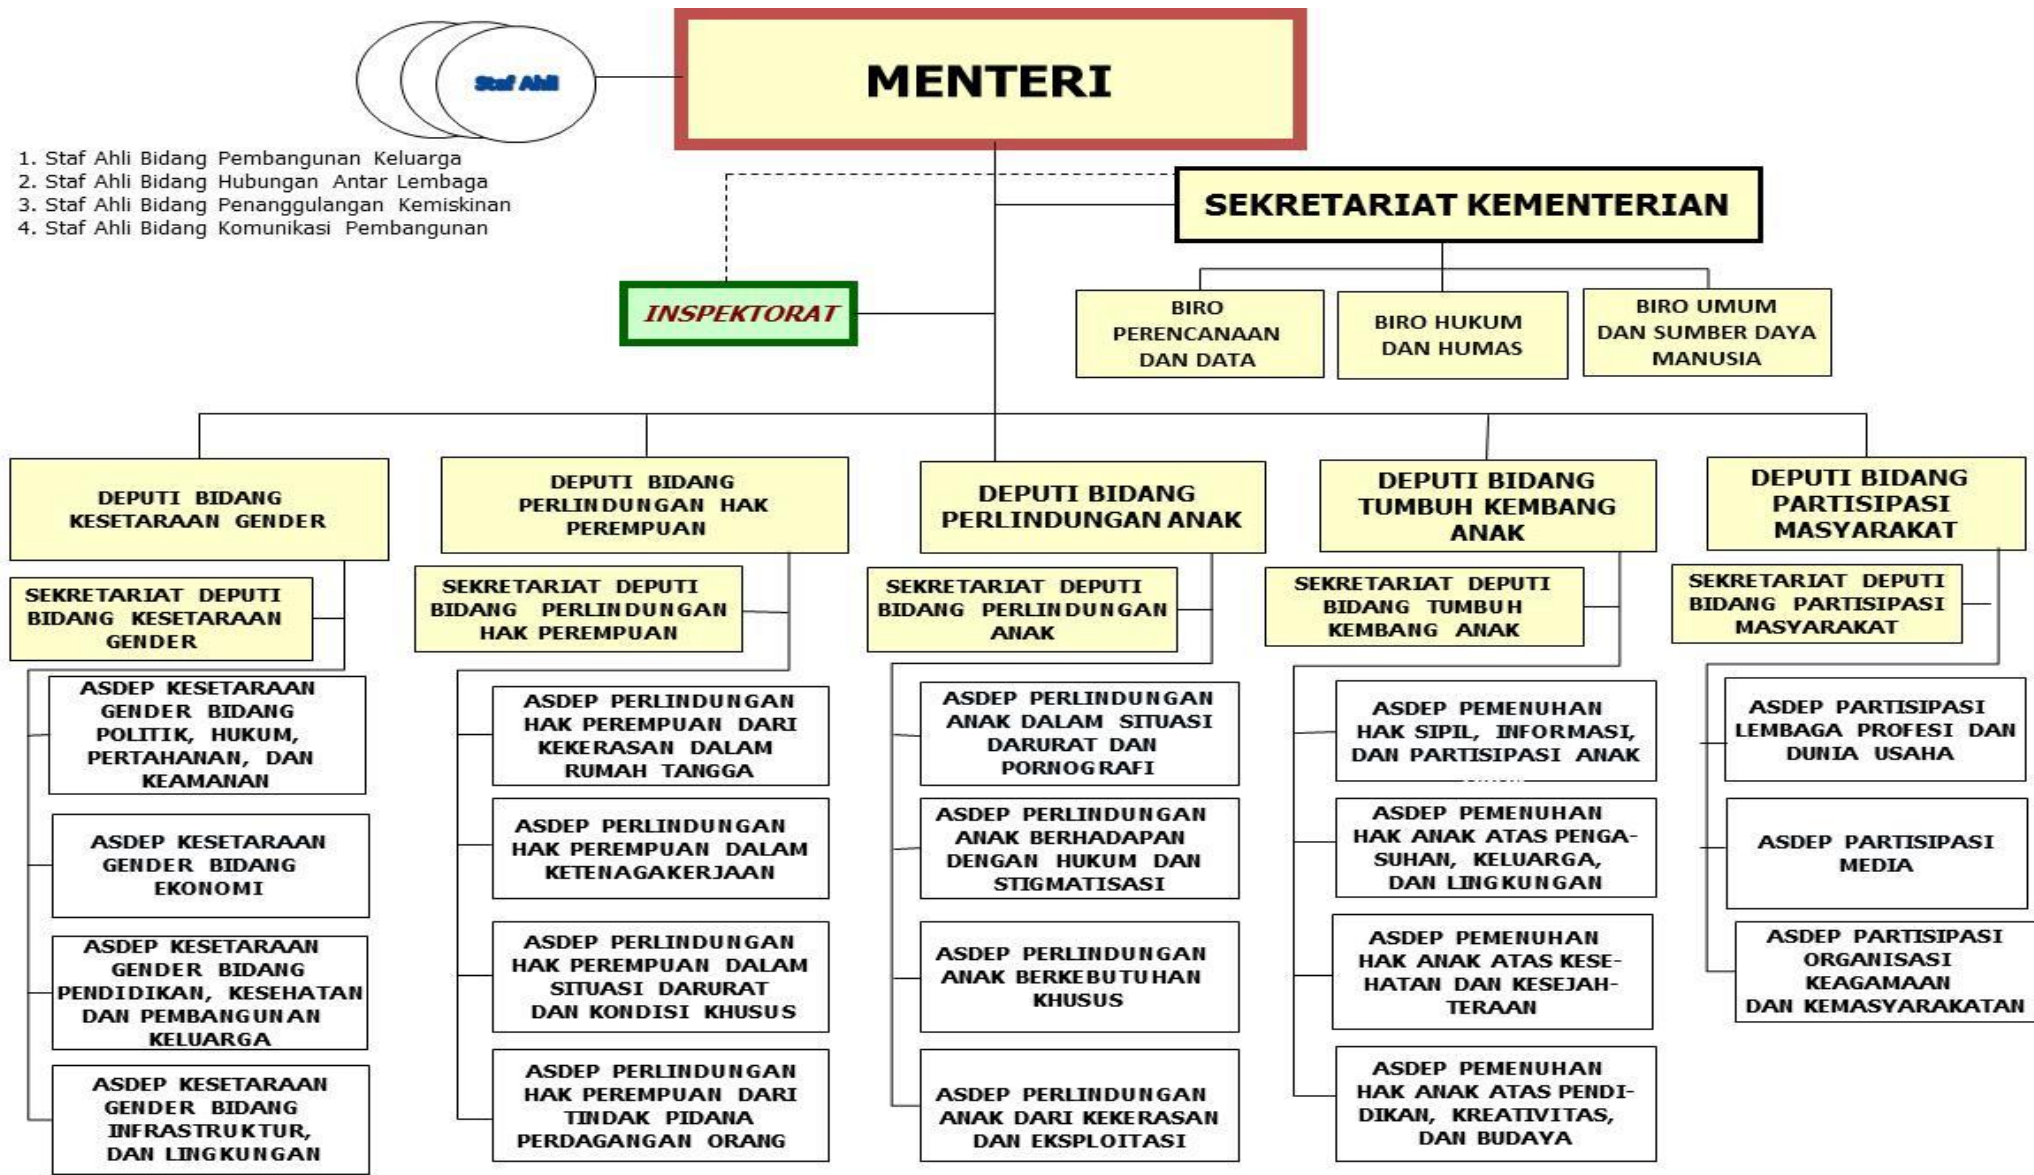 Staf Ahli
MENTERI
1. Staf Ahli Bidang Pembangunan Keluarga
2. Staf Ahli Bidang Hubungan Antar Lembaga
3. Staf Ahli Bidang Penanggulangan Kemiskinan
4. Staf Ahli Bidang Komunikasi Pembangunan
SEKRETARIAT KEMENTERIAN
INSPEKTORAT
BIRO
PERENCANAAN
DAN DATA
BIRO HUKUM
DAN HUMAS
BIRO UMUM
DAN SUMBER DAYA
MANUSIA
DEPUTI BIDANG
KESETARAAN GENDER
SEKRETARIAT DEPUTI
BIDANG KESETARAAN
GENDER
ASDEP KESETARAAN
GENDER BIDANG
POLITIK, HUKUM,
PERTAHANAN, DAN
KEAMANAN
ASDEP KESETARAAN
GENDER BIDANG
EKONOMI
ASDEP KESETARAAN
GENDER BIDANG
PENDIDIKAN, KESEHATAN
DAN PEMBANGUNAN
KELUARGA
ASDEP KESETARAAN
GENDER BIDANG
INFRASTRUKTUR,
DAN LINGKUNGAN
DEPUTI BIDANG
PERLINDUNGAN HAK
PEREMPUAN
SEKRETARIAT DEPUTI
BIDANG PERLINDUNGAN
HAK PEREMPUAN
ASDEP PERLINDUNGAN
HAK PEREMPUAN DARI
KEKERASAN DALAM
RUMAH TANGGA
ASDEP PERLINDUNGAN
HAK PEREMPUAN DALAM
KETENAGAKERJAAN
ASDEP PERLINDUNGAN
HAK PEREMPUAN DALAM
SITUASI DARURAT
DAN KONDISI KHUSUS
ASDEP PERLINDUNGAN
HAK PEREMPUAN DARI
TINDAK PIDANA
PERDAGANGAN ORANG
DEPUTI BIDANG
PERLINDUNGAN ANAK
SEKRETARIAT DEPUTI
BIDANG PERLINDUNGAN
ANAK
ASDEP PERLINDUNGAN
ANAK DALAM SITUASI
DARURAT DAN
PORNOGRAFI
ASDEP PERLINDUNGAN
ANAK BERHADAPAN
DENGAN HUKUM DAN
STIGMATISASI
ASDEP PERLINDUNGAN
ANAK BERKEBUTUHAN
KHUSUS
ASDEP PERLINDUNGAN
ANAK DARI KEKERASAN
DAN EKSPLOITASI
DEPUTI BIDANG
TUMBUH KEMBANG
ANAK
SEKRETARIAT DEPUTI
BIDANG TUMBUH
KEMBANG ANAK
ASDEP PEMENUHAN
HAK SIPIL, INFORMASI,
DAN PARTISIPASI ANAK
ASDEP PEMENUHAN
HAK ANAK ATAS PENGA-
SUHAN, KELUARGA,
DAN LINGKUNGAN
ASDEP PEMENUHAN
HAK ANAK ATAS KESE-
HATAN DAN KESEJAH-
TERAAN
ASDEP PEMENUHAN
HAK ANAK ATAS PENDI-
DIKAN, KREATIVITAS,
DAN BUDAYA
DEPUTI BIDANG
PARTISIPASI
MASYARAKAT
SEKRETARIAT DEPUTI
BIDANG PARTISIPASI
MASYARAKAT
ASDEP PARTISIPASI
LEMBAGA PROFESI DAN
DUNIA USAHA
ASDEP PARTISIPASI
MEDIA
ASDEP PARTISIPASI
ORGANISASI
KEAGAMAAN
DAN KEMASYARAKATAN